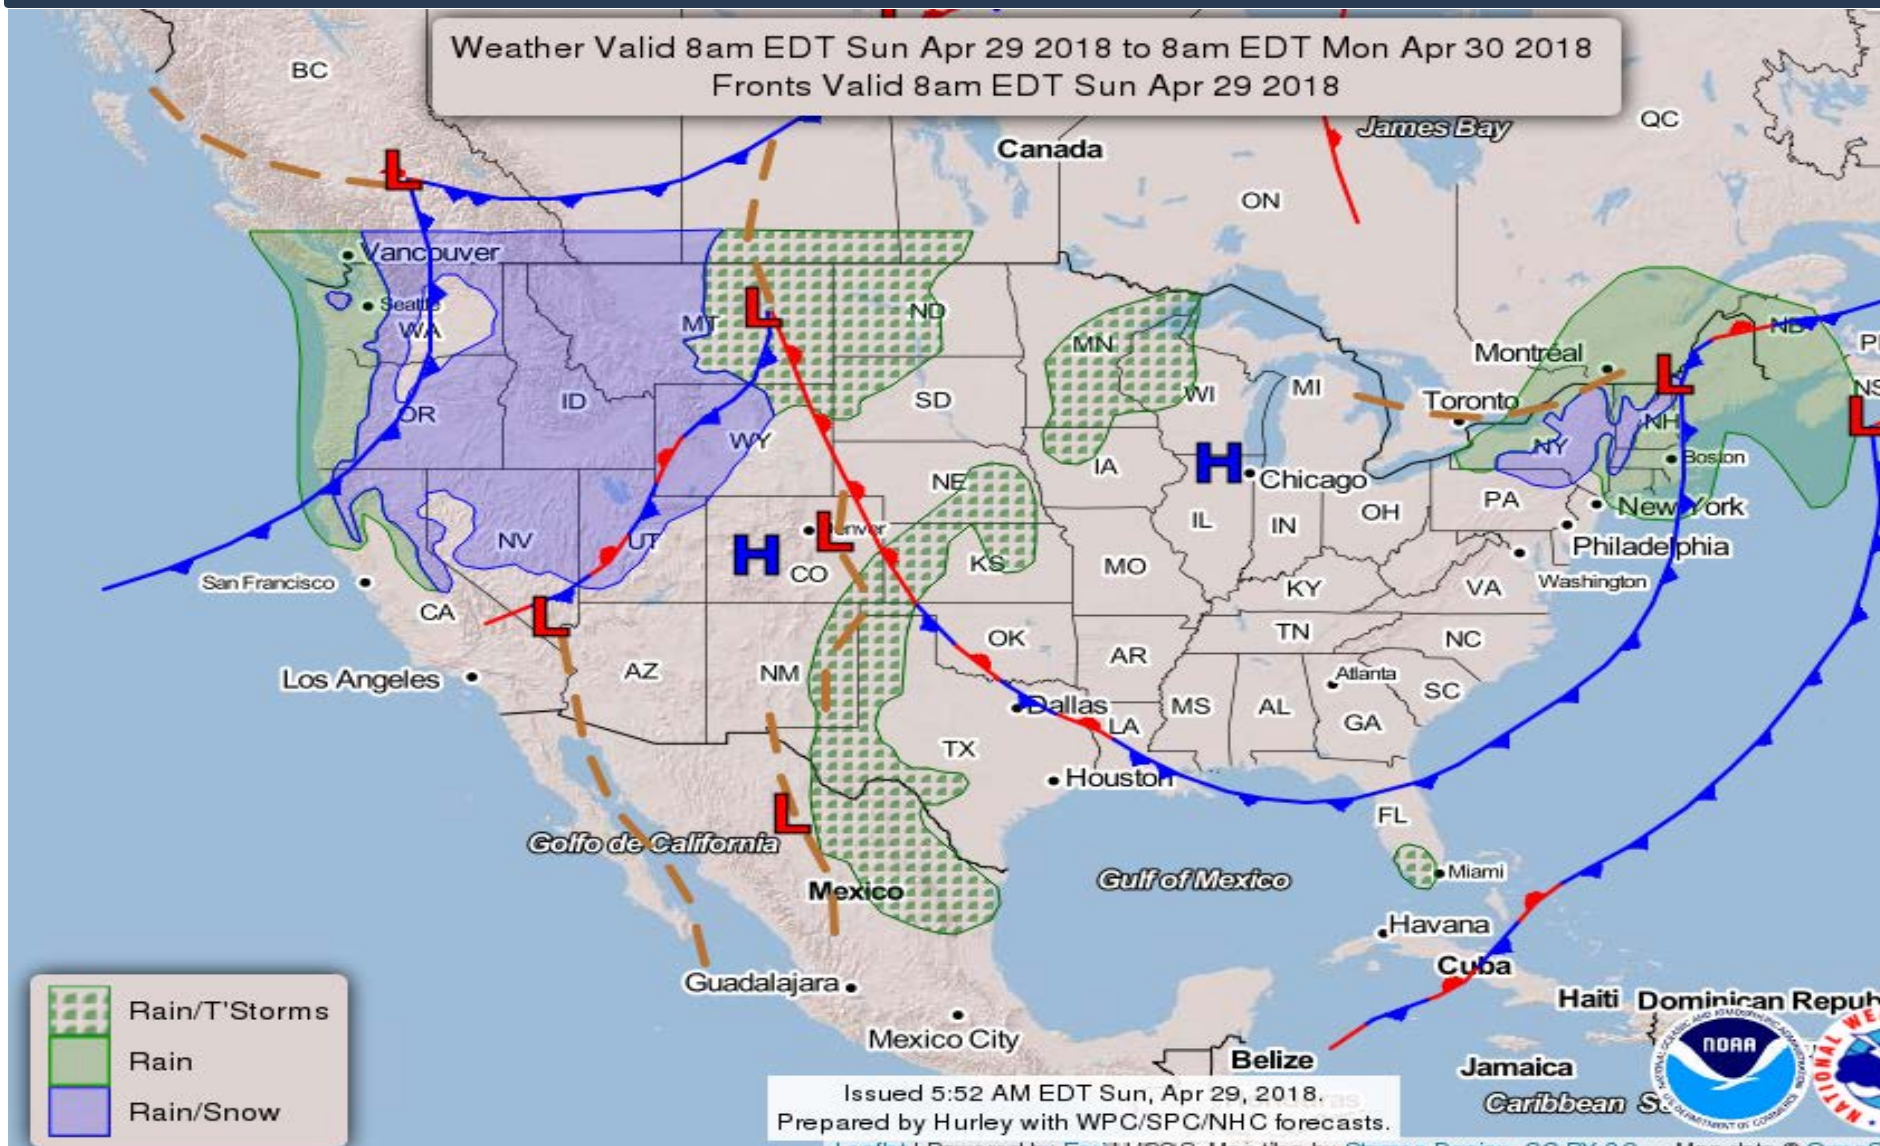 Weather Valid 8am EDT Sun Apr 29 2018 to 8am EDT Mon Apr 30 2018
Fronts Valid 8am EDT Sun Apr 29 2018
BC
James Bay
QC
Canada
ON
L
Vancouver
Seattle
WA
MT
L
ND
MN
Montréal
NB
OR
ID
SD
WI
MI
Toronto
L
NS
L
WY
NY
NH
Boston
NE
IA
H
Chicago
PA
New York
IL
IN
OH
Philadelphia
NV
UT
H
L
CO
KS
MO
San Francisco
KY
VA
Washington
CA
L
OK
TN
NC
Los Angeles
AZ
NM
AR
Atlanta
SC
Dallas
LA
MS
AL
GA
TX
Houston
L
FL
Golfo de California
Mexico
Gulf of Mexico
Miami
Havana
Cuba
Guadalajara
Haiti
Dominican Repub
Mexico City
Belize
Jamaica
NOAA
NATIONAL WE
Rain/T'Storms
Rain
Rain/Snow
Issued 5:52 AM EDT Sun, Apr 29, 2018.
Prepared by Hurley with WPC/SPC/NHC forecasts.
Caribbean